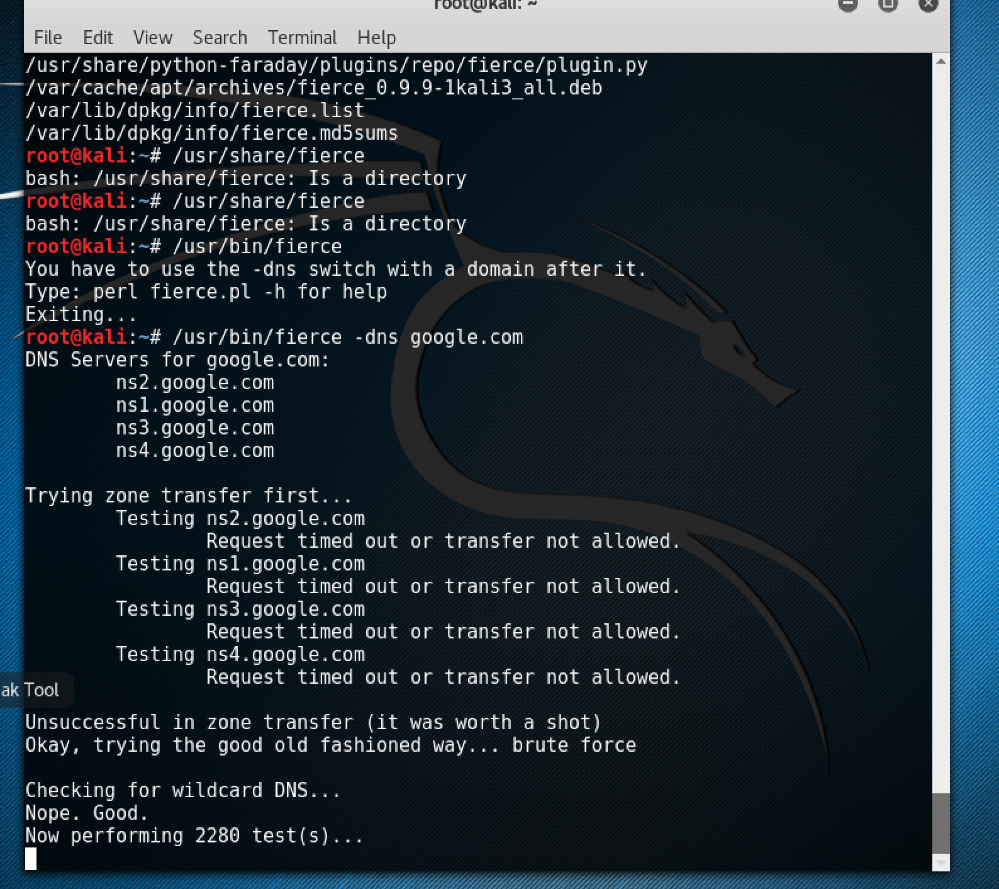 root@kali: ~
File Edit View Search Terminal Help
/usr/share/python-faraday/plugins/repo/fierce/plugin.py
/var/cache/apt/archives/fierce_0.9.9-1kali3_all.deb
/var/lib/dpkg/info/fierce.list
/var/lib/dpkg/info/fierce.md5sums
root@kali:~# /usr/share/fierce
bash: /usr/share/fierce: Is a directory
root@kali:~# /usr/share/fierce
bash: /usr/share/fierce: Is a directory
root@kali:~# /usr/bin/fierce
You have to use the -dns switch with a domain after it.
Type: perl fierce.pl -h for help
Exiting...
root@kali:~# /usr/bin/fierce -dns google.com
DNS Servers for google.com:
ns2.google.com
ns1.google.com
ns3.google.com
ns4.google.com
Trying zone transfer first...
Testing ns2.google.com
Request timed out or transfer not allowed.
Testing ns1.google.com
Request timed out or transfer not allowed.
Testing ns3.google.com
Request timed out or transfer not allowed.
Testing ns4.google.com
Request timed out or transfer not allowed.
ak Tool
Unsuccessful in zone transfer (it was worth a shot)
Okay, trying the good old fashioned way... brute force
Checking for wildcard DNS...
Nope. Good.
Now performing 2280 test(s)...